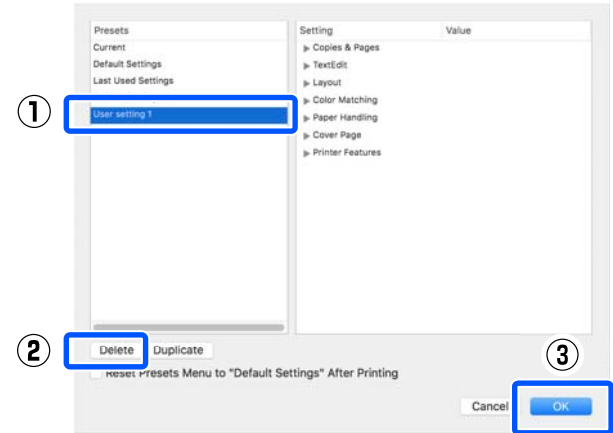 Presets
Setting
Value
Current
Default Settings
Last Used Settings
User setting 1
Copies & Pages
TextEdit
Layout
Color Matching
Paper Handling
Cover Page
Printer Features
①
②
Delete
Duplicate
③
Reset Presets Menu to "Default Settings" After Printing
Cancel
OK